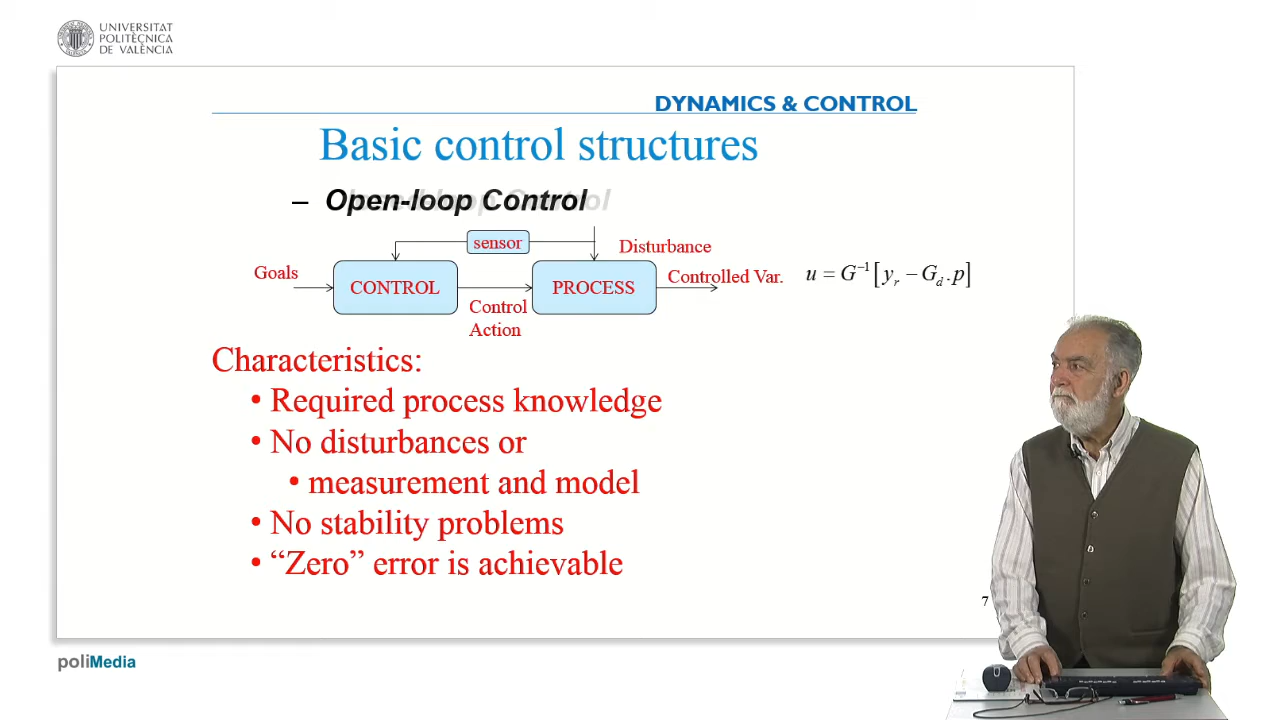 UNIVERSITAT
POLITÈCNICA
DE VALÈNCIA
DYNAMICS & CONTROL
Basic control structures
– Open-loop Control
sensor
Disturbance
Goals
CONTROL
PROCESS
Controlled Var.
Control
Action
u = G⁻¹[yᵣ − G_d.p]
Characteristics:
• Required process knowledge
• No disturbances or
• measurement and model
• No stability problems
• “Zero” error is achievable
7
poliMedia